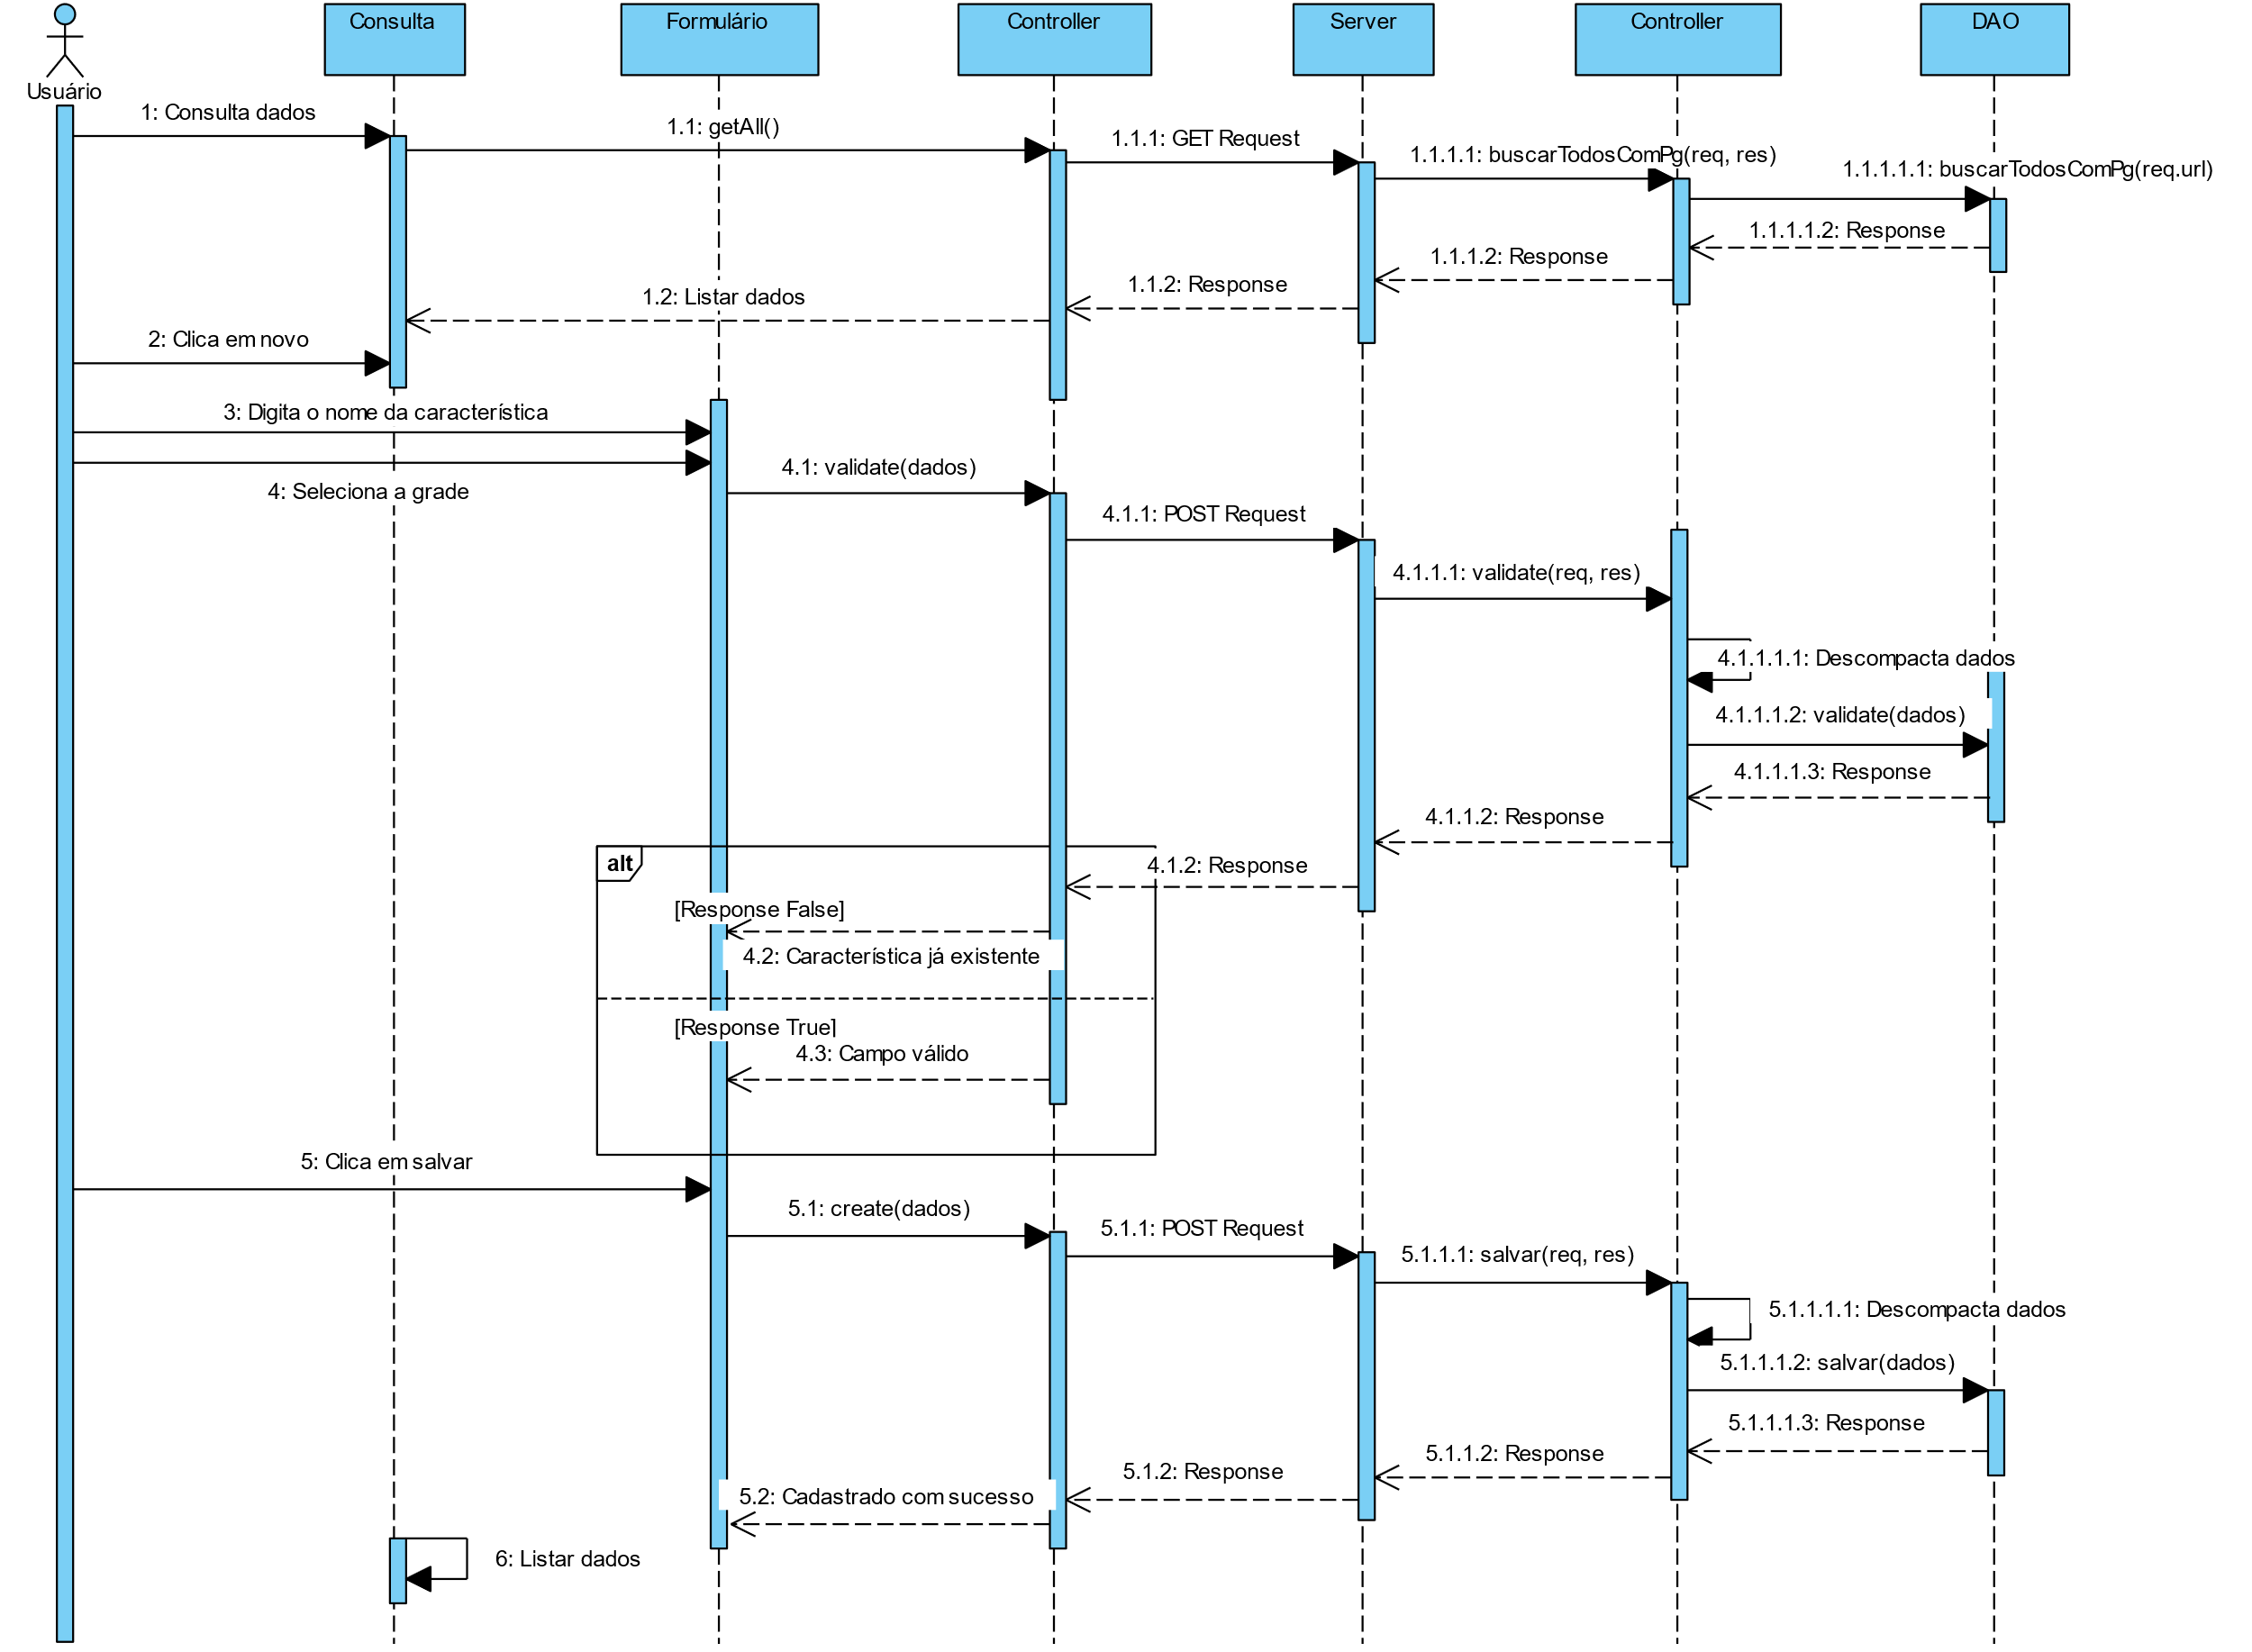 Usuário
Consulta
Formulário
Controller
Server
Controller
DAO
1: Consulta dados
1.1: getAll()
1.1.1: GET Request
1.1.1.1: buscarTodosComPg(req, res)
1.1.1.1.1: buscarTodosComPg(req.url)
1.1.1.1.2: Response
1.1.1.2: Response
1.1.2: Response
1.2: Listar dados
2: Clica em novo
3: Digita o nome da característica
4: Seleciona a grade
4.1: validate(dados)
4.1.1: POST Request
4.1.1.1: validate(req, res)
4.1.1.1.1: Descompacta dados
4.1.1.1.2: validate(dados)
4.1.1.1.3: Response
4.1.1.2: Response
4.1.2: Response
alt
[Response False]
4.2: Característica já existente
[Response True]
4.3: Campo válido
5: Clica em salvar
5.1: create(dados)
5.1.1: POST Request
5.1.1.1: salvar(req, res)
5.1.1.1.1: Descompacta dados
5.1.1.1.2: salvar(dados)
5.1.1.1.3: Response
5.1.1.2: Response
5.1.2: Response
5.2: Cadastrado com sucesso
6: Listar dados